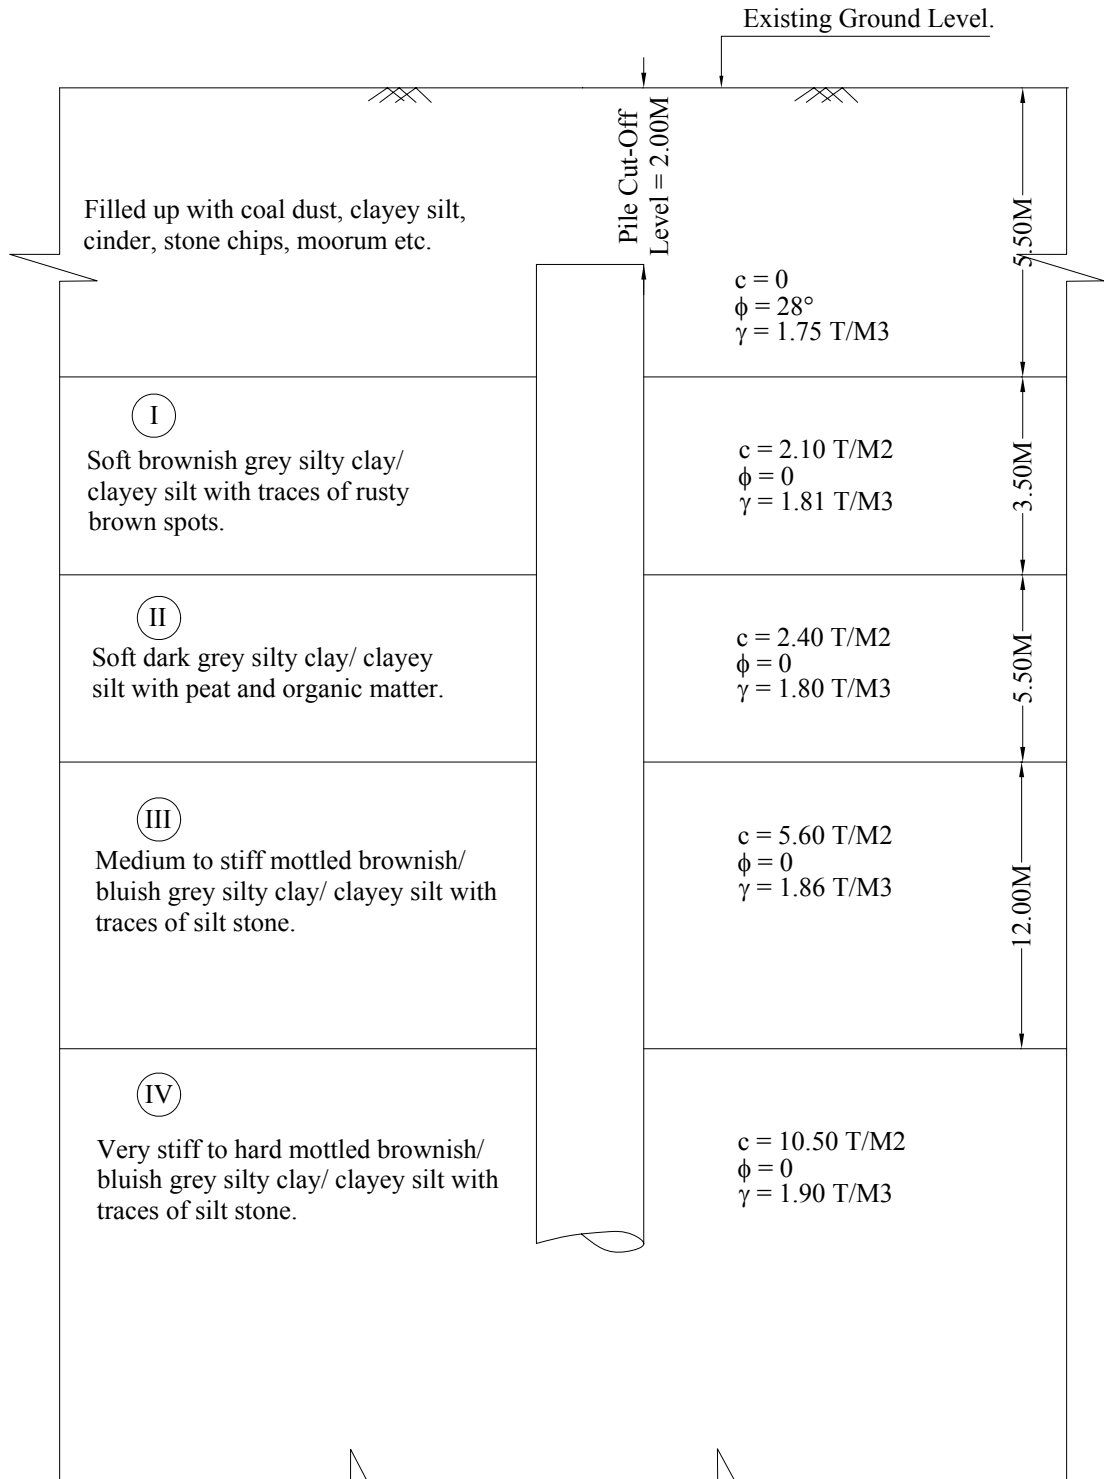 Existing Ground Level.
Pile Cut-Off
Level = 2.00M
5.50M
Filled up with coal dust, clayey silt,
cinder, stone chips, moorum etc.
c = 0
ϕ = 28°
γ = 1.75 T/M3
I
Soft brownish grey silty clay/
clayey silt with traces of rusty
brown spots.
c = 2.10 T/M2
ϕ = 0
γ = 1.81 T/M3
3.50M
II
Soft dark grey silty clay/ clayey
silt with peat and organic matter.
c = 2.40 T/M2
ϕ = 0
γ = 1.80 T/M3
5.50M
III
Medium to stiff mottled brownish/
bluish grey silty clay/ clayey silt with
traces of silt stone.
c = 5.60 T/M2
ϕ = 0
γ = 1.86 T/M3
12.00M
IV
Very stiff to hard mottled brownish/
bluish grey silty clay/ clayey silt with
traces of silt stone.
c = 10.50 T/M2
ϕ = 0
γ = 1.90 T/M3